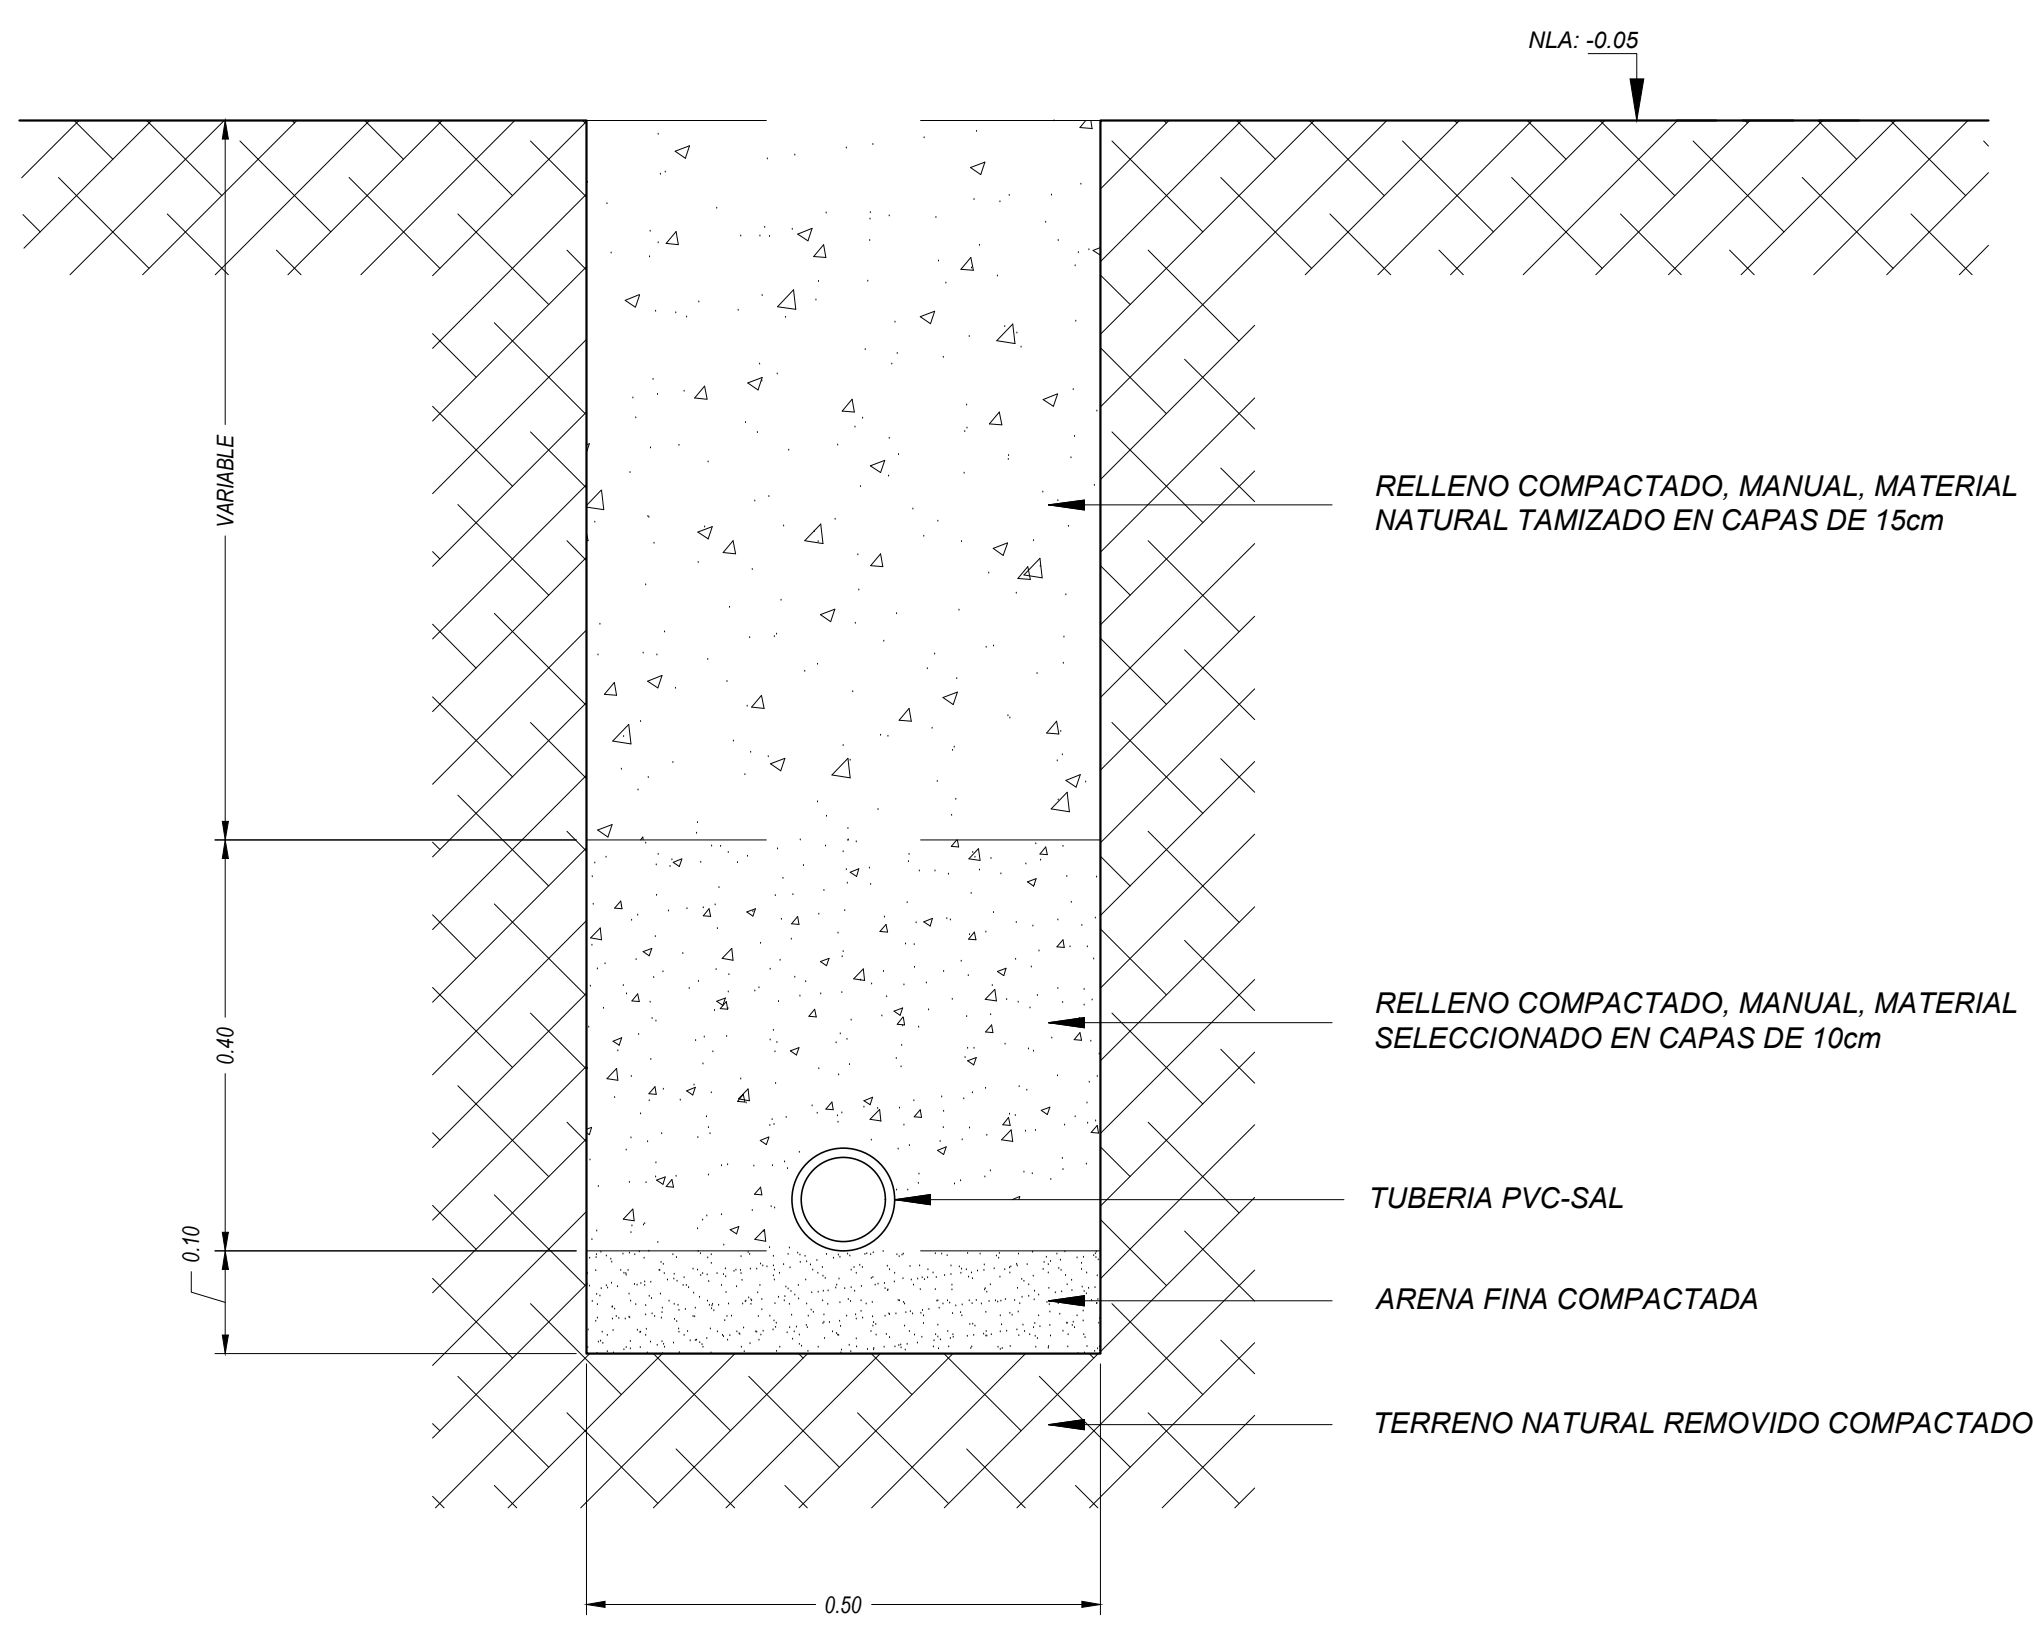 NLA: -0.05
VARIABLE
RELLENO COMPACTADO, MANUAL, MATERIAL
NATURAL TAMIZADO EN CAPAS DE 15cm
0.40
RELLENO COMPACTADO, MANUAL, MATERIAL
SELECCIONADO EN CAPAS DE 10cm
TUBERIA PVC-SAL
0.10
ARENA FINA COMPACTADA
TERRENO NATURAL REMOVIDO COMPACTADO
0.50